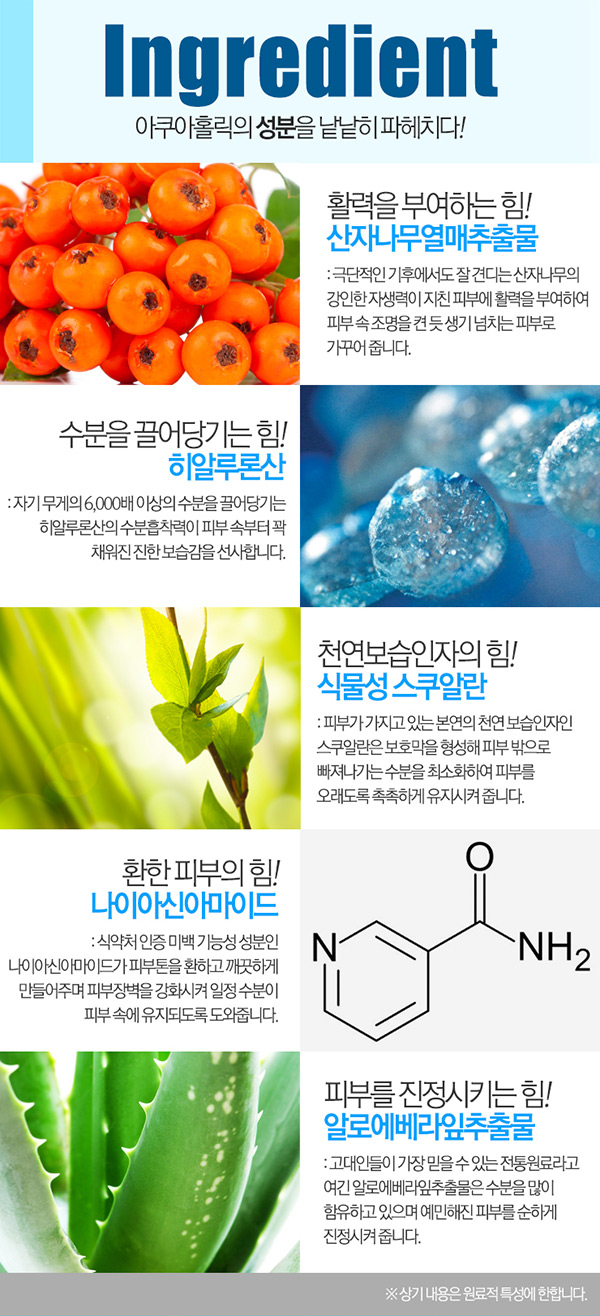 Ingredient
아쿠아홀릭의 성분을 낱낱히 파헤치다!
활력을 부여하는 힘!
산자나무열매추출물
: 극단적인 기후에서도 잘 견디는 산자나무의
강인한 자생력이 지친 피부에 활력을 부여하여
피부 속 조명을 켠 듯 생기 넘치는 피부로
가꾸어 줍니다.
수분을 끌어당기는 힘!
히알루론산
: 자기 무게의 6,000배 이상의 수분을 끌어당기는
히알루론산의 수분흡착력이 피부 속부터 꽉
채워진 진한 보습감을 선사합니다.
천연보습인자의 힘!
식물성 스쿠알란
: 피부가 가지고 있는 본연의 천연 보습인자인
스쿠알란은 보호막을 형성해 피부 밖으로
빠져나가는 수분을 최소화하여 피부를
오래도록 촉촉하게 유지시켜 줍니다.
환한 피부의 힘!
나이아신아마이드
: 식약처 인증 미백 기능성 성분인
나이아신아마이드가 피부톤을 환하고 깨끗하게
만들어주며 피부장벽을 강화시켜 일정 수분이
피부 속에 유지되도록 도와줍니다.
O
N
NH2
피부를 진정시키는 힘!
알로에베라잎추출물
: 고대인들이 가장 믿을 수 있는 전통원료라고
여긴 알로에베라잎추출물은 수분을 많이
함유하고 있으며 예민해진 피부를 순하게
진정시켜 줍니다.
※ 상기 내용은 원료적 특성에 한합니다.